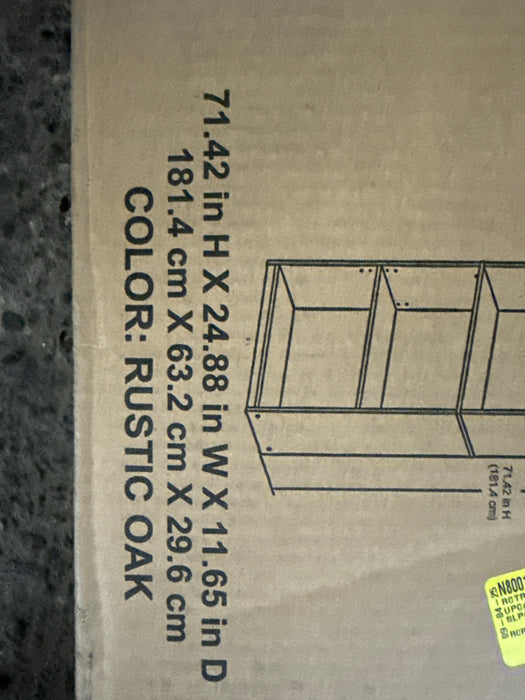 71.42 in H X 24.88 in W X 11.65 in D
181.4 cm X 63.2 cm X 29.6 cm
COLOR: RUSTIC OAK
71.42 in H
(181.4 cm)